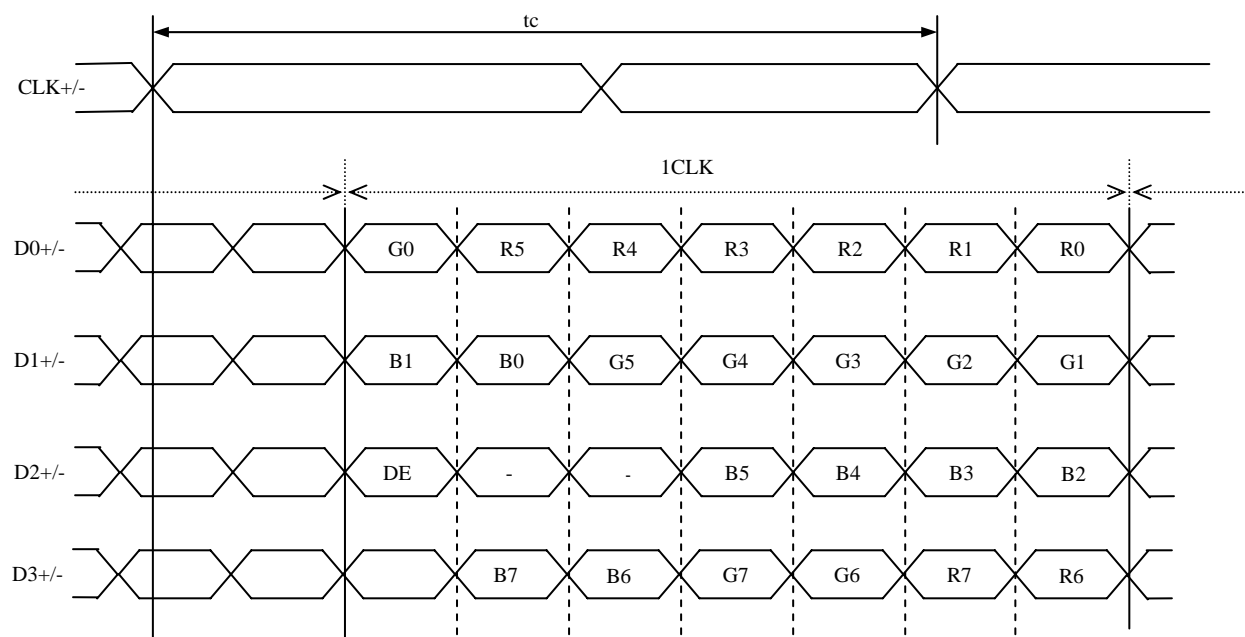 tc
CLK+/-
1CLK
D0+/- G0 R5 R4 R3 R2 R1 R0
D1+/- B1 B0 G5 G4 G3 G2 G1
D2+/- DE - - B5 B4 B3 B2
D3+/- B7 B6 G7 G6 R7 R6